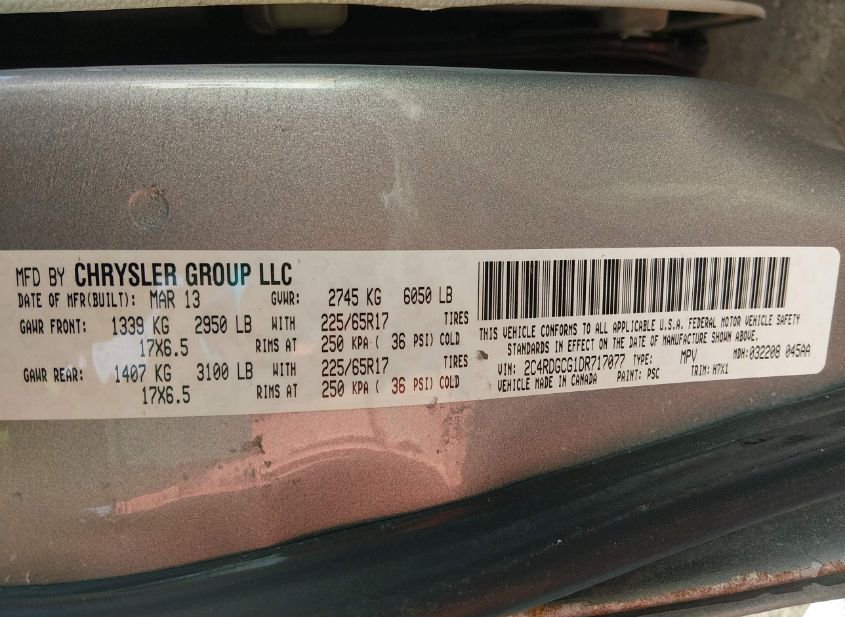 MFD BY CHRYSLER GROUP LLC
DATE OF MFR(BUILT): MAR 13 GVWR: 2745 KG 6050 LB
GAWR FRONT: 1339 KG 2950 LB WITH 225/65R17 TIRES
17X6.5 RIMS AT 250 KPA ( 36 PSI) COLD
GAWR REAR: 1407 KG 3100 LB WITH 225/65R17 TIRES
17X6.5 RIMS AT 250 KPA ( 36 PSI) COLD
THIS VEHICLE CONFORMS TO ALL APPLICABLE U.S.A. FEDERAL MOTOR VEHICLE SAFETY
STANDARDS IN EFFECT ON THE DATE OF MANUFACTURE SHOWN ABOVE.
VIN: 2C4RDGCG1DR717077 TYPE: MPV MDH: 032208 045AA
VEHICLE MADE IN CANADA PAINT: PSC TRIM: H7X1